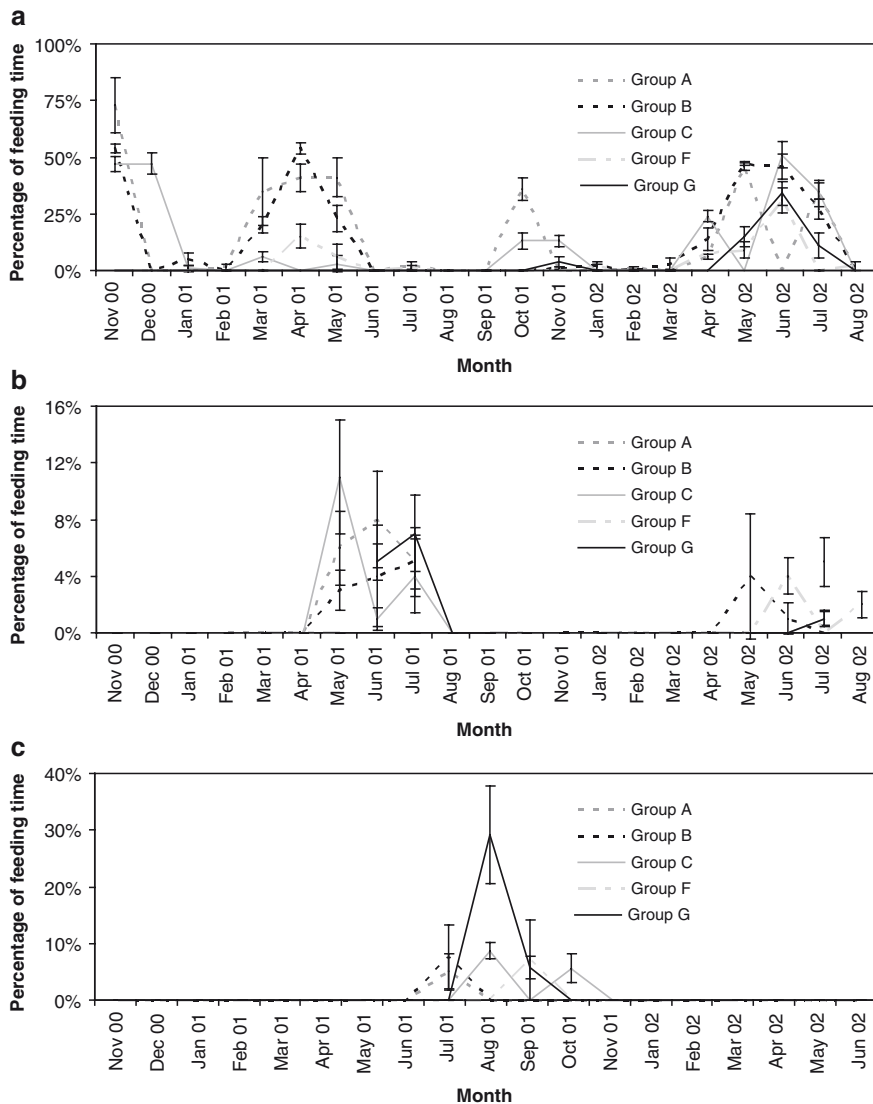 a
100%
75%
50%
25%
0%
Percentage of feeding time
Group A
Group B
Group C
Group F
Group G
Nov 00 Dec 00 Jan 01 Feb 01 Mar 01 Apr 01 May 01 Jun 01 Jul 01 Aug 01 Sep 01 Oct 01 Nov 01 Jan 02 Feb 02 Mar 02 Apr 02 May 02 Jun 02 Jul 02 Aug 02
Month
b
16%
12%
8%
4%
0%
Percentage of feeding time
Group A
Group B
Group C
Group F
Group G
Nov 00 Dec 00 Jan 01 Feb 01 Mar 01 Apr 01 May 01 Jun 01 Jul 01 Aug 01 Sep 01 Oct 01 Nov 01 Jan 02 Feb 02 Mar 02 Apr 02 May 02 Jun 02 Jul 02 Aug 02
Month
c
40%
30%
20%
10%
0%
Percentage of feeding time
Group A
Group B
Group C
Group F
Group G
Nov 00 Dec 00 Jan 01 Feb 01 Mar 01 Apr 01 May 01 Jun 01 Jul 01 Aug 01 Sep 01 Oct 01 Nov 01 Jan 02 Feb 02 Mar 02 Apr 02 May 02 Jun 02
Month